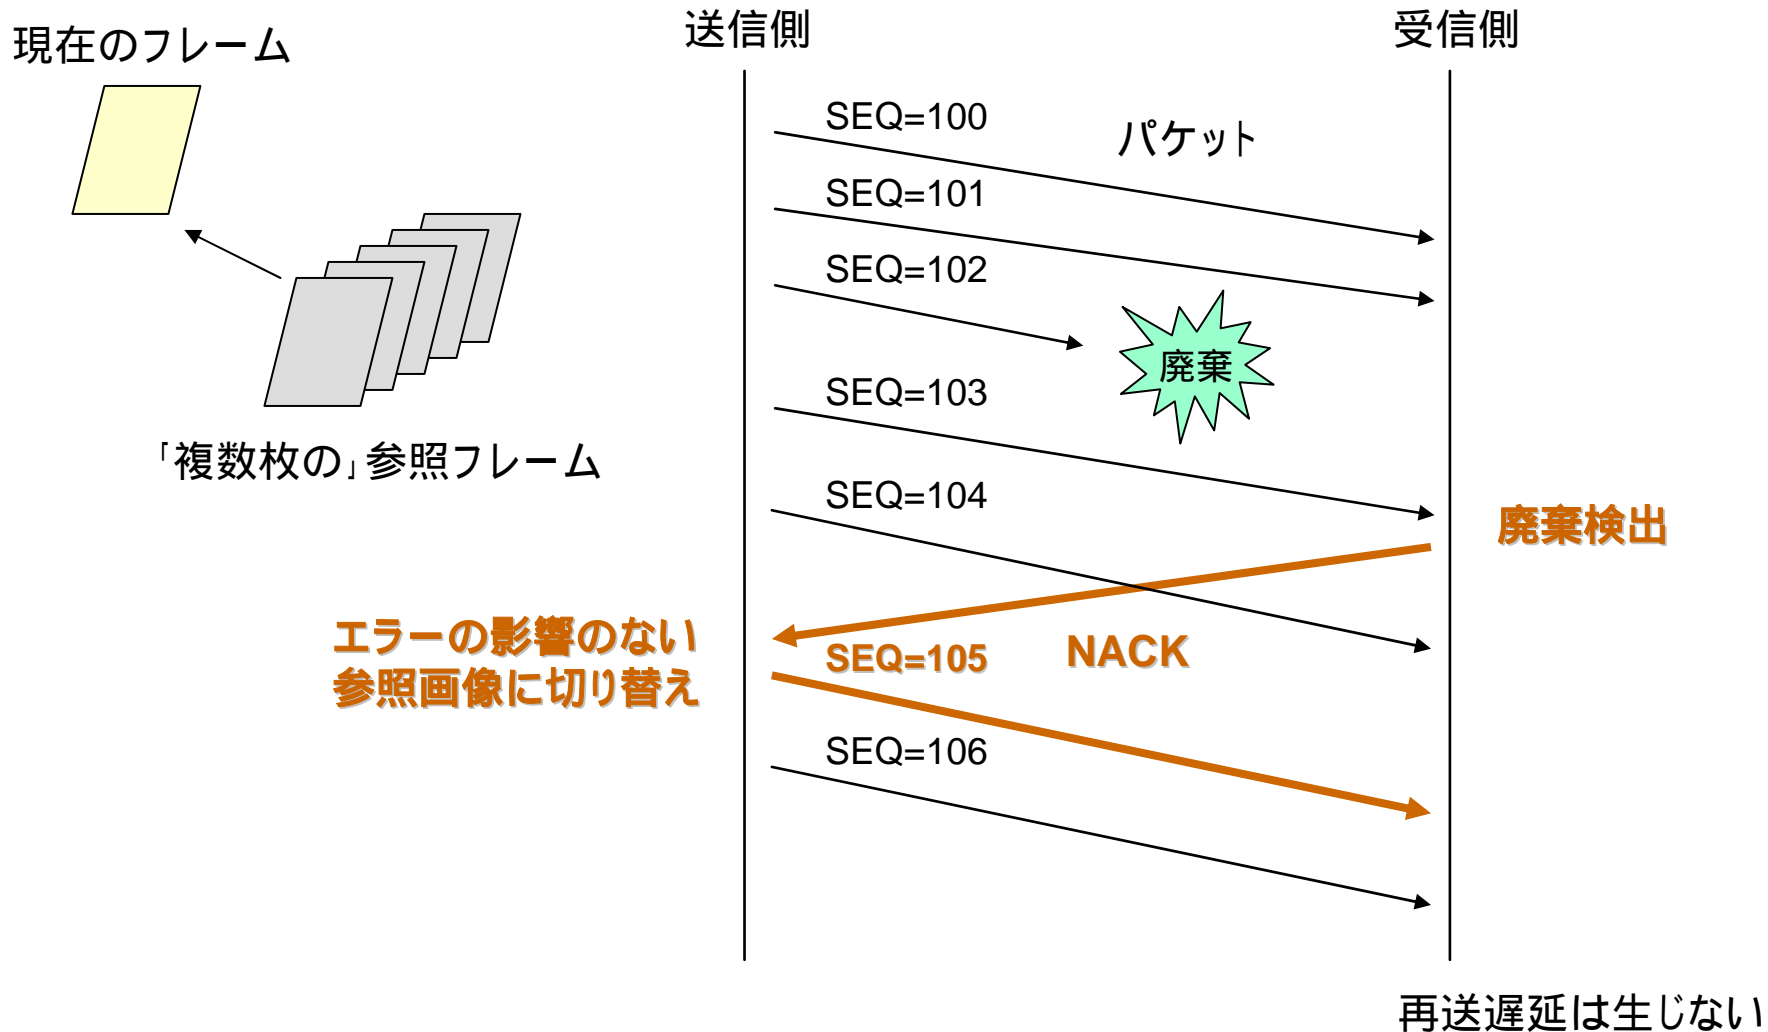 送信側
受信側
現在のフレーム
SEQ=100
パケット
SEQ=101
SEQ=102
廃棄
SEQ=103
「複数枚の」参照フレーム
SEQ=104
廃棄検出
エラーの影響のない
参照画像に切り替え
SEQ=105
NACK
SEQ=106
再送遅延は生じない